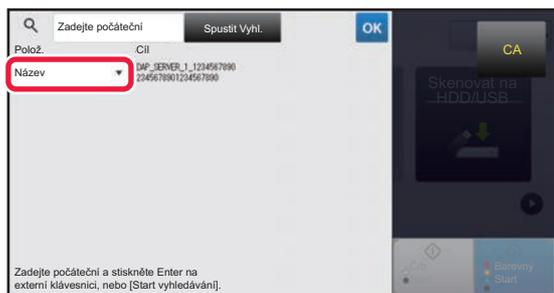 Zadejte počáteční
Spustit Vyhl.
OK
CA
Polož.
Cíl
Název
DAP_SERVER_1_1234567890
2345678901234567890
Skenovat na
HDD/USB
Zadejte počáteční a stiskněte Enter na
externí klávesnici, nebo [Start vyhledávání].
Barevný
Start